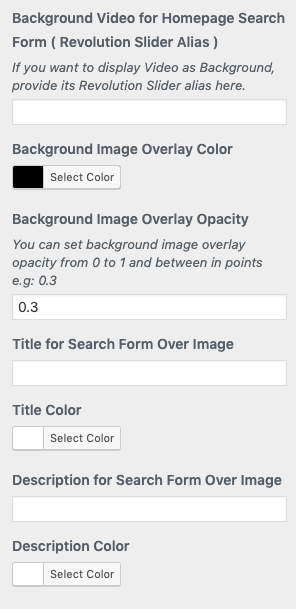 Background Video for Homepage Search
Form ( Revolution Slider Alias )
If you want to display Video as Background,
provide its Revolution Slider alias here.
Background Image Overlay Color
Select Color
Background Image Overlay Opacity
You can set background image overlay
opacity from 0 to 1 and between in points
e.g: 0.3
0.3
Title for Search Form Over Image
Title Color
Select Color
Description for Search Form Over Image
Description Color
Select Color